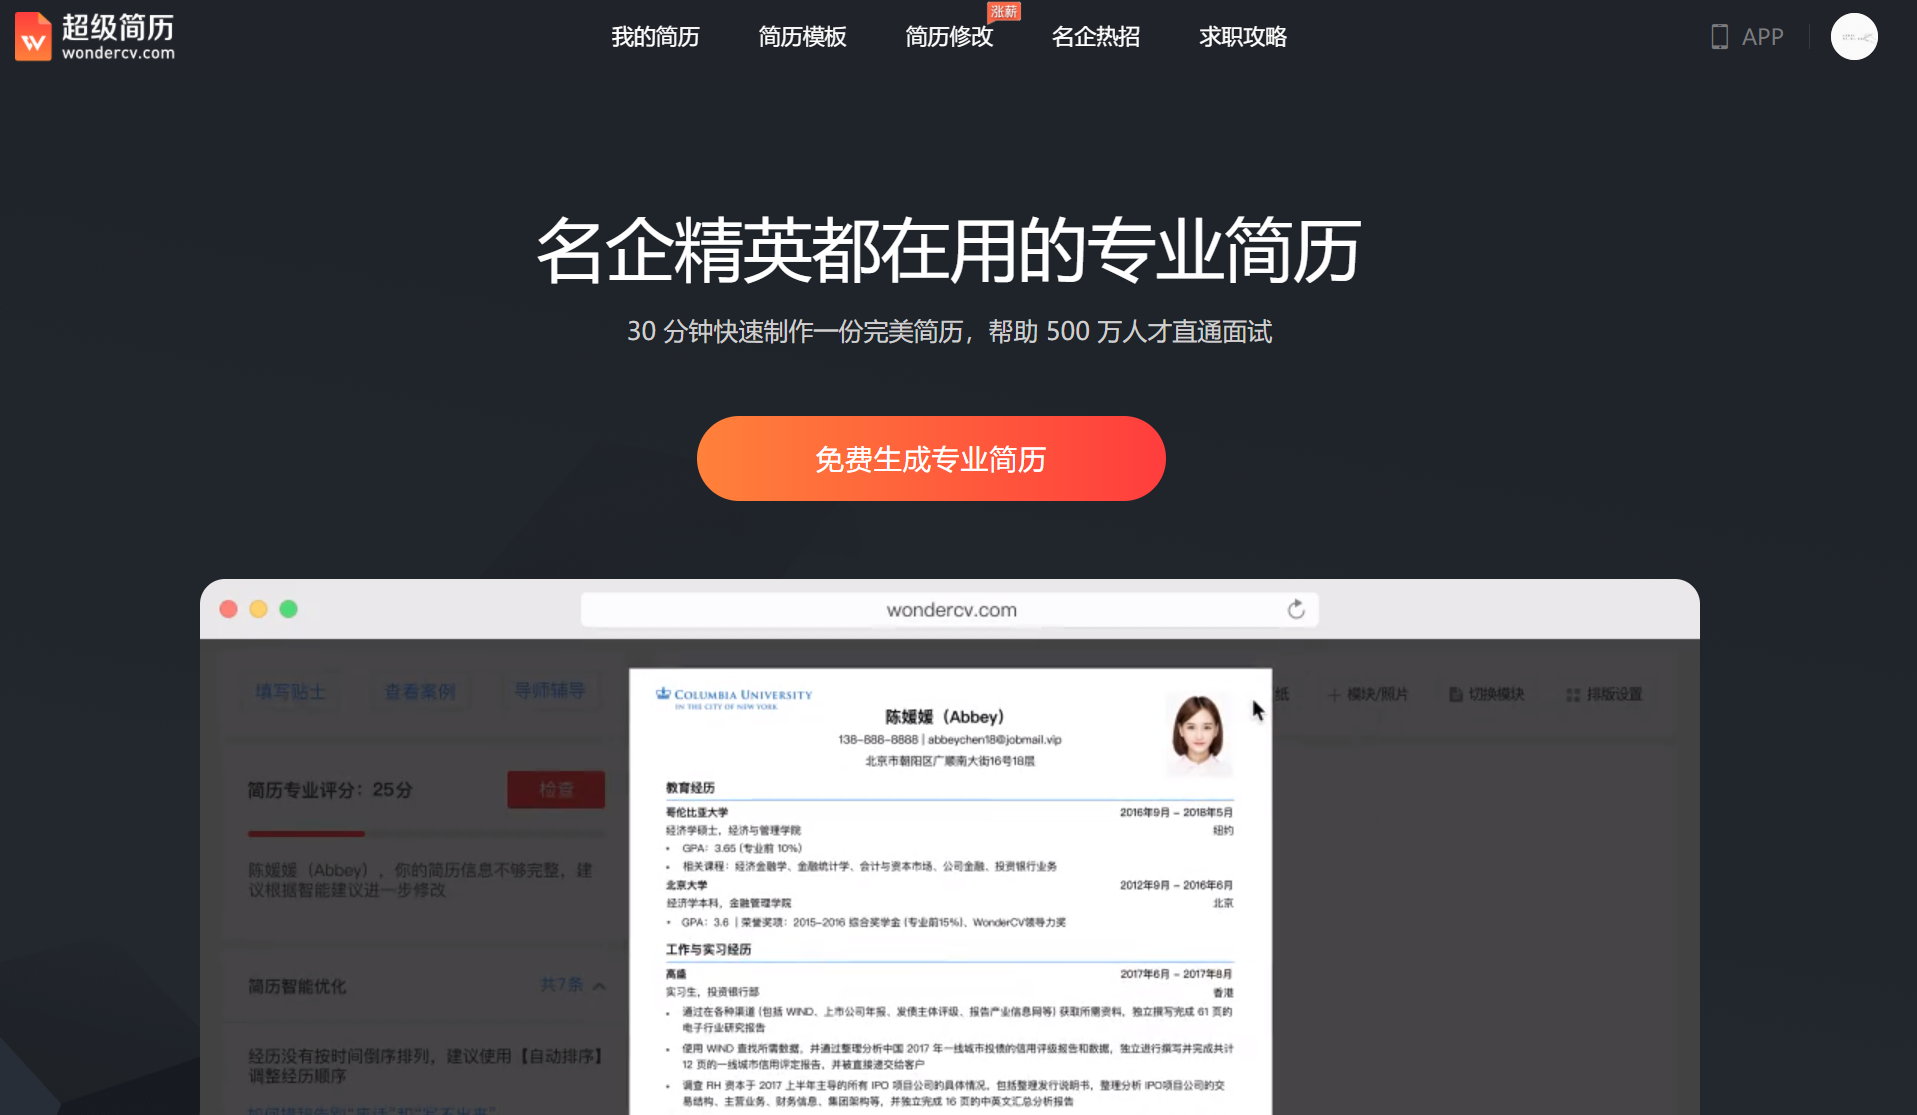 超级简历
wondercv.com
我的简历 简历模板 简历修改 涨薪 名企热招 求职攻略 APP
名企精英都在用的专业简历
30 分钟快速制作一份完美简历，帮助 500 万人才直通面试
免费生成专业简历
wondercv.com
填写贴士 查看案例 导师辅导
纸 + 模块/照片 切换模块 排版设置
简历专业评分：25分 检查
陈媛媛（Abbey），你的简历信息不够完整，建
议根据智能建议进一步修改
简历智能优化 共7条
经历没有按时间倒序排列，建议使用【自动排序】
调整经历顺序
COLUMBIA UNIVERSITY
IN THE CITY OF NEW YORK
陈媛媛（Abbey）
138-888-8888 | abbeychen18@jobmail.vip
北京市朝阳区广顺南大街16号18层
教育经历
哥伦比亚大学 2016年9月 - 2018年5月
经济学硕士，经济与管理学院 纽约
• GPA：3.65 (专业前 10%)
• 相关课程：经济金融学、金融统计学、会计与资本市场、公司金融、投资银行业务
北京大学 2012年9月 - 2016年6月
经济学本科，金融管理学院 北京
• GPA：3.6 | 荣誉奖项：2015-2016 综合奖学金 (专业前15%)、WonderCV领导力奖
工作与实习经历
高盛 2017年6月 - 2017年8月
实习生，投资银行部 香港
• 通过在各种渠道 (包括 WIND、上市公司年报、发债主体评级、报告产业信息网等) 获取所需资料，独立撰写完成 61 页的
电子行业研究报告
• 使用 WIND 查找所需数据，并通过整理分析中国 2017 年一线城市投债的信用评级报告和数据，独立进行撰写并完成共计
12 页的一线城市信用评定报告，并被直接递交给客户
• 调查 RH 资本于 2017 上半年主导的所有 IPO 项目公司的具体情况，包括整理发行说明书，整理分析 IPO项目公司的交
易结构、主营业务、财务信息、集团架构等，并独立完成 16 页的中英文汇总分析报告